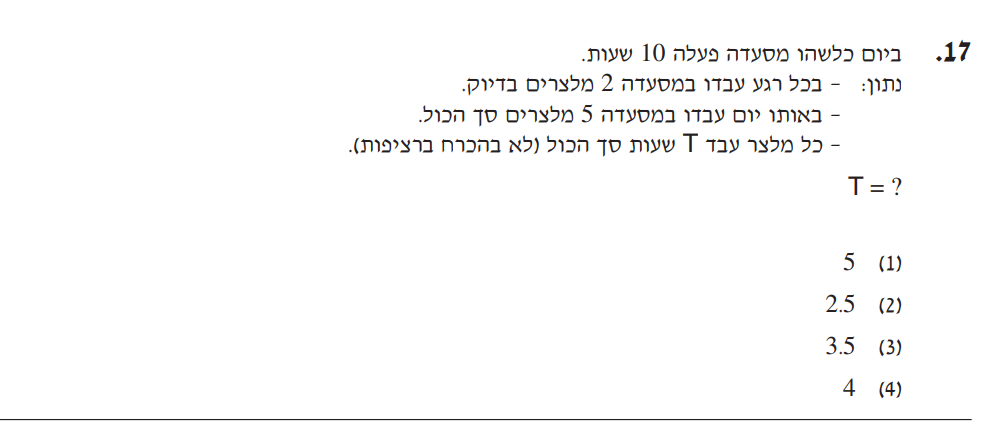 17. ביום כלשהו מסעדה פעלה 10 שעות.
נתון: - בכל רגע עבדו במסעדה 2 מלצרים בדיוק.
- באותו יום עבדו במסעדה 5 מלצרים סך הכול.
- כל מלצר עבד T שעות סך הכול (לא בהכרח ברציפות).
T = ?
(1) 5
(2) 2.5
(3) 3.5
(4) 4